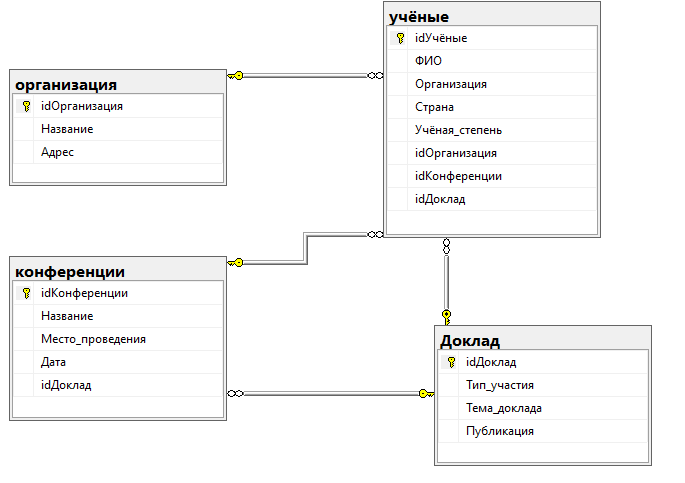 учёные
idУчёные
ФИО
Организация
Страна
Учёная_степень
idОрганизация
idКонференции
idДоклад
организация
idОрганизация
Название
Адрес
конференции
idКонференции
Название
Место_проведения
Дата
idДоклад
Доклад
idДоклад
Тип_участия
Тема_доклада
Публикация